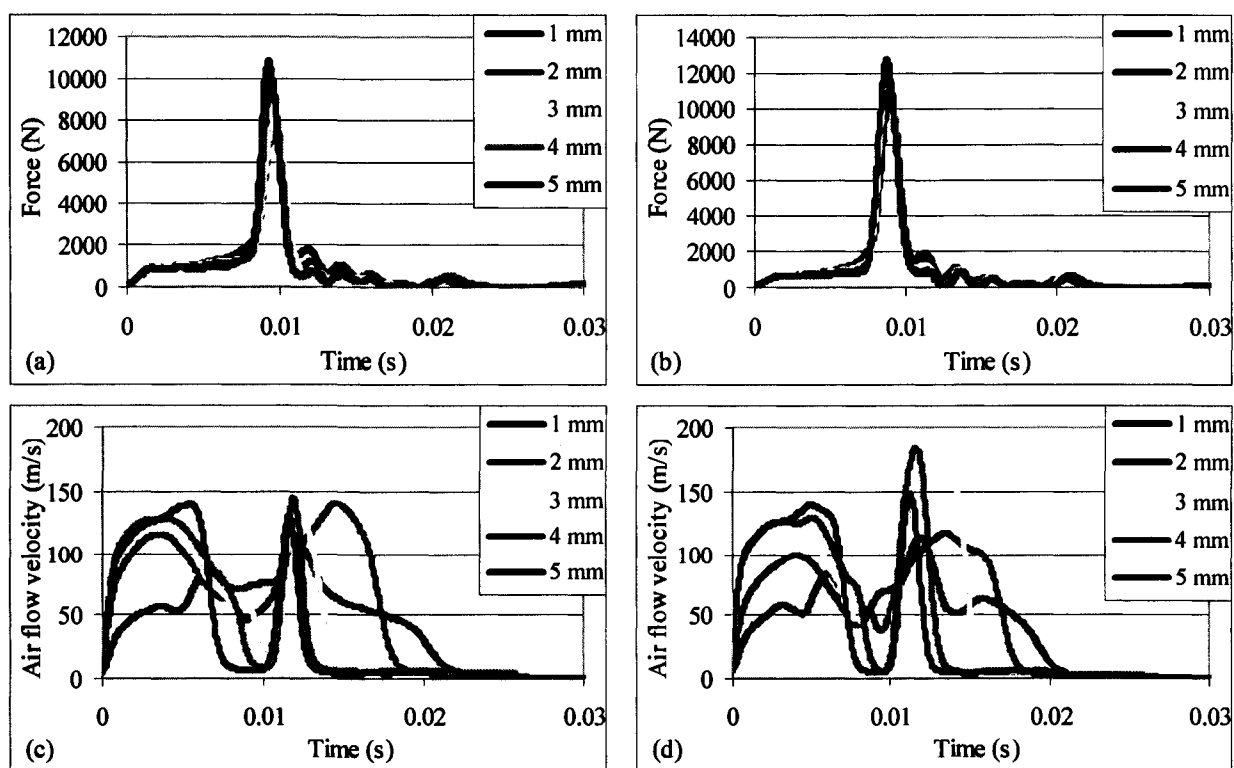 12000
10000
8000
6000
4000
2000
0
Force (N)
0 0.01 0.02 0.03
Time (s)
(a)
1 mm
2 mm
3 mm
4 mm
5 mm
14000
12000
10000
8000
6000
4000
2000
0
Force (N)
0 0.01 0.02 0.03
Time (s)
(b)
1 mm
2 mm
3 mm
4 mm
5 mm
200
150
100
50
0
Air flow velocity (m/s)
0 0.01 0.02 0.03
Time (s)
(c)
1 mm
2 mm
3 mm
4 mm
5 mm
200
150
100
50
0
Air flow velocity (m/s)
0 0.01 0.02 0.03
Time (s)
(d)
1 mm
2 mm
3 mm
4 mm
5 mm